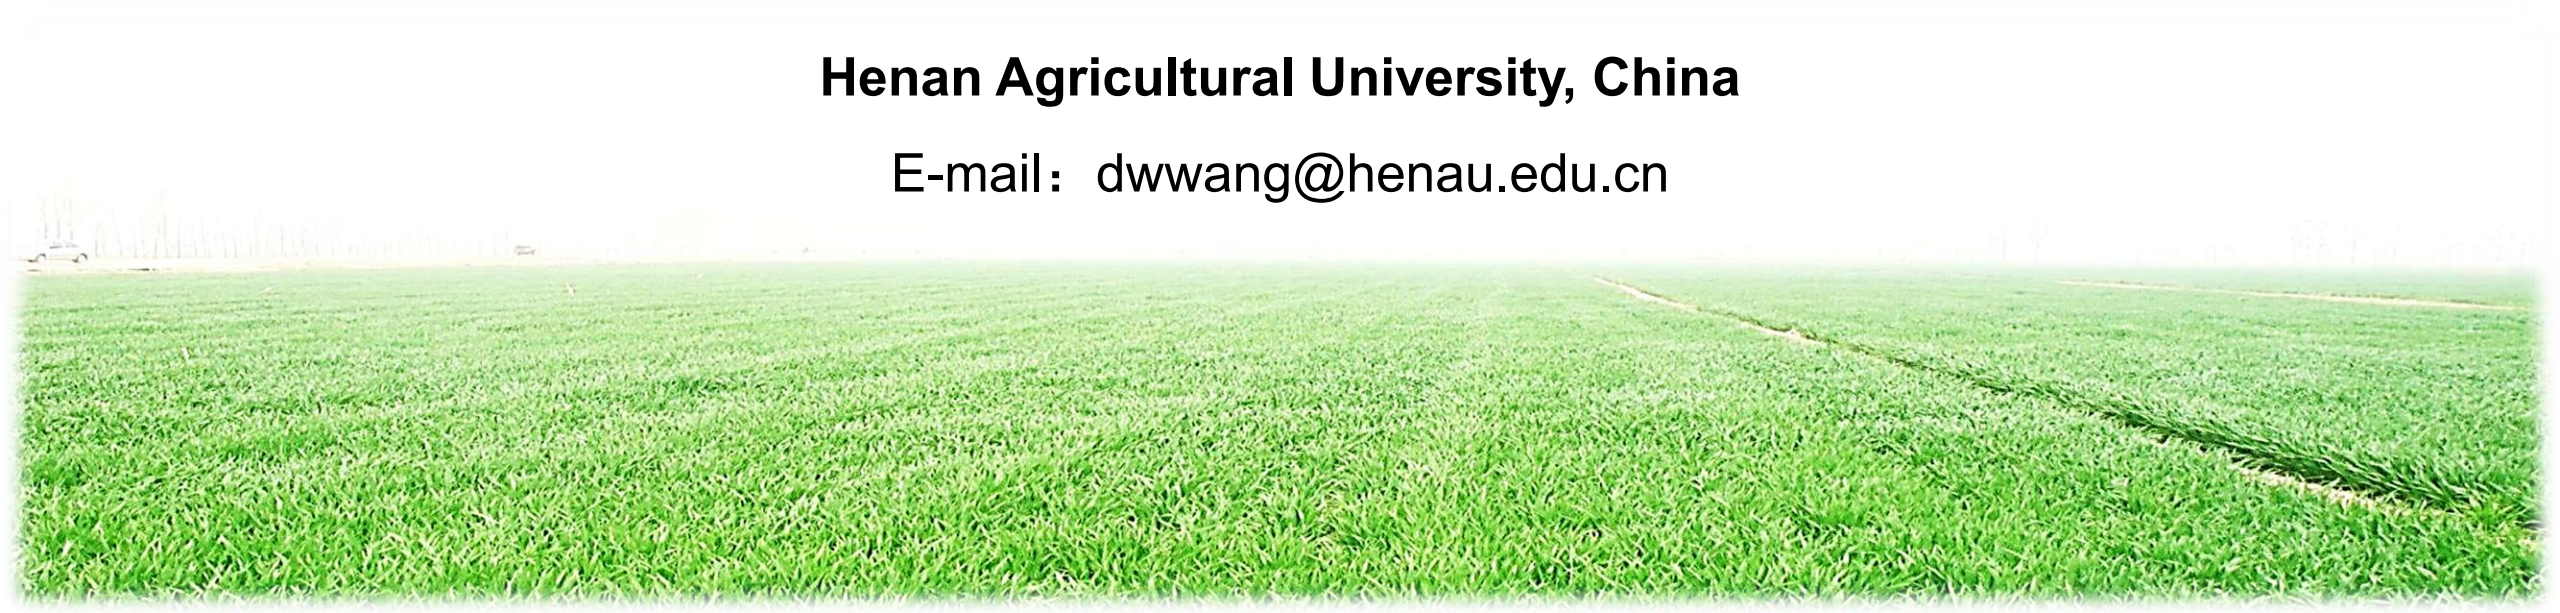 Henan Agricultural University, China
E-mail：dwwang@henau.edu.cn